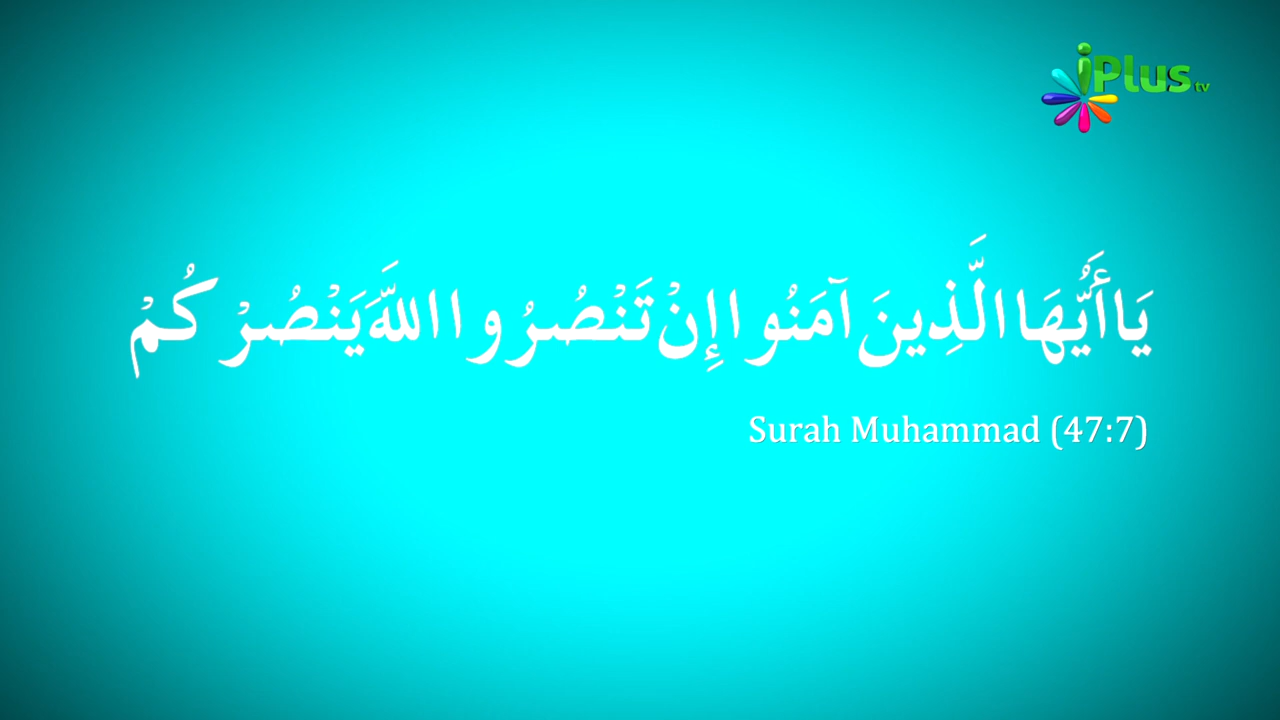 iPlus tv
يَا أَيُّهَا الَّذِينَ آمَنُوا إِنْ تَنْصُرُوا اللَّهَ يَنْصُرْكُمْ
Surah Muhammad (47:7)